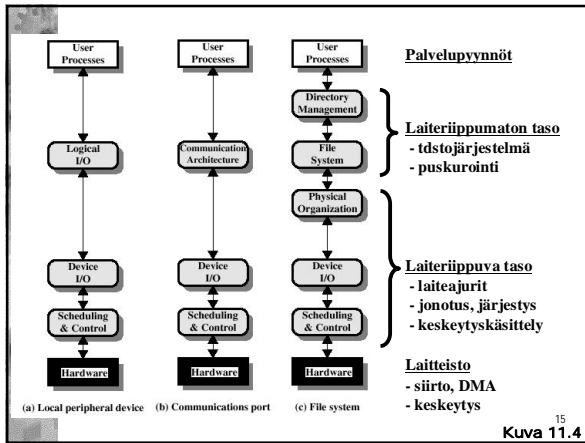 User
Processes
Logical
I/O
Device
I/O
Scheduling
& Control
Hardware
(a) Local peripheral device
User
Processes
Communication
Architecture
Device
I/O
Scheduling
& Control
Hardware
(b) Communications port
User
Processes
Directory
Management
File
System
Physical
Organization
Device
I/O
Scheduling
& Control
Hardware
(c) File system
Palvelupyynnöt
Laiteriippumaton taso
- tdstojärjestelmä
- puskurointi
Laiteriippuva taso
- laiteajurit
- jonotus, järjestys
- keskeytyskäsittely
Laitteisto
- siirto, DMA
- keskeytys
15
Kuva 11.4